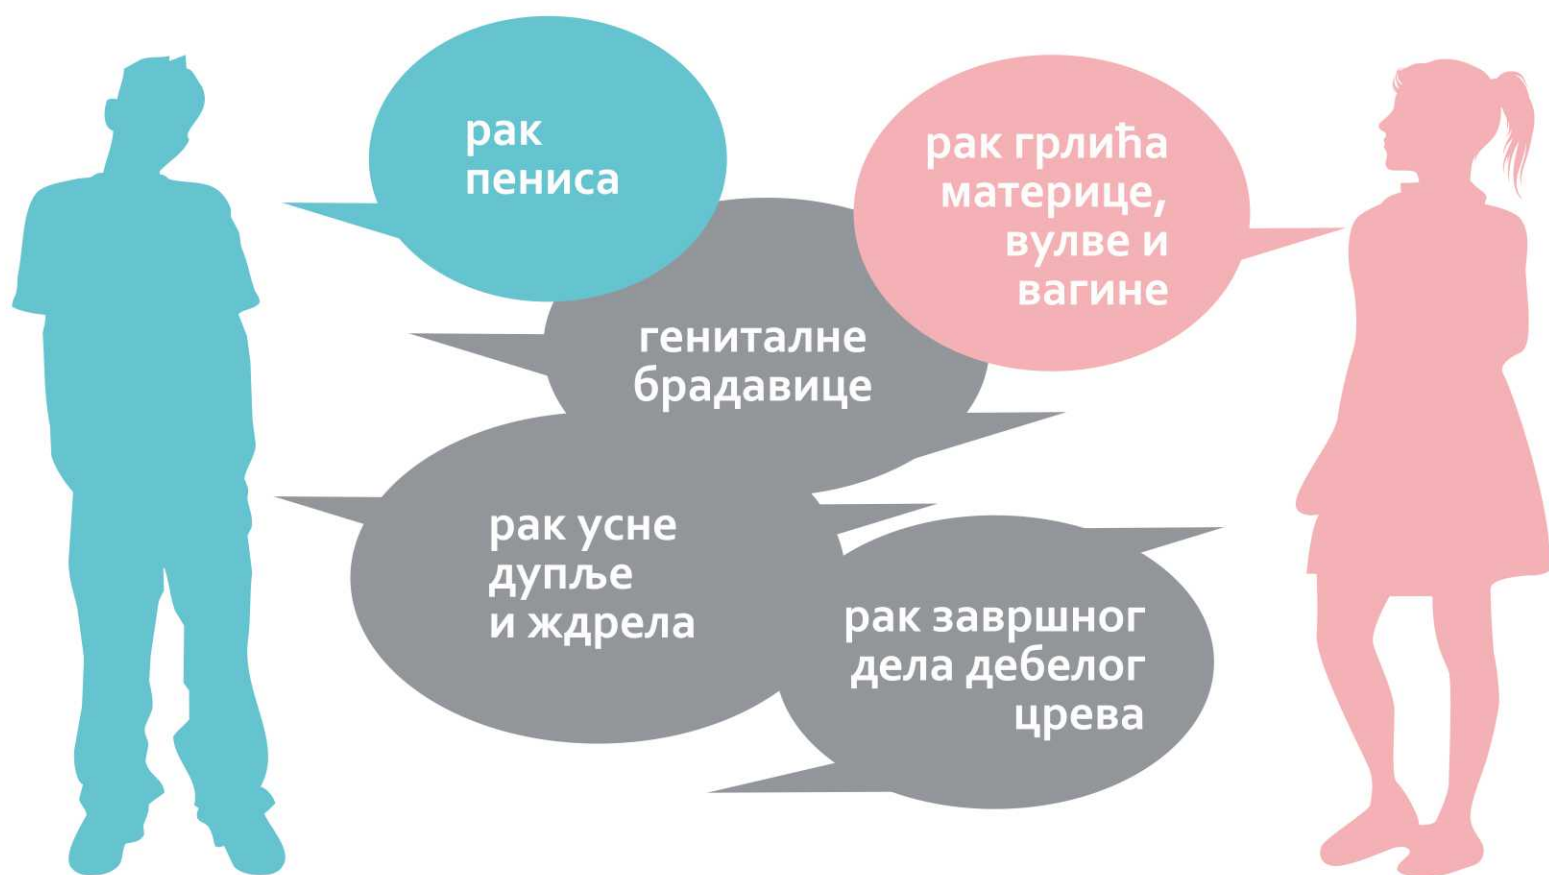 рак
пениса
рак грлића
материце,
вулве и
вагине
гениталне
брадавице
рак усне
дупље
и ждрела
рак завршног
дела дебелог
црева